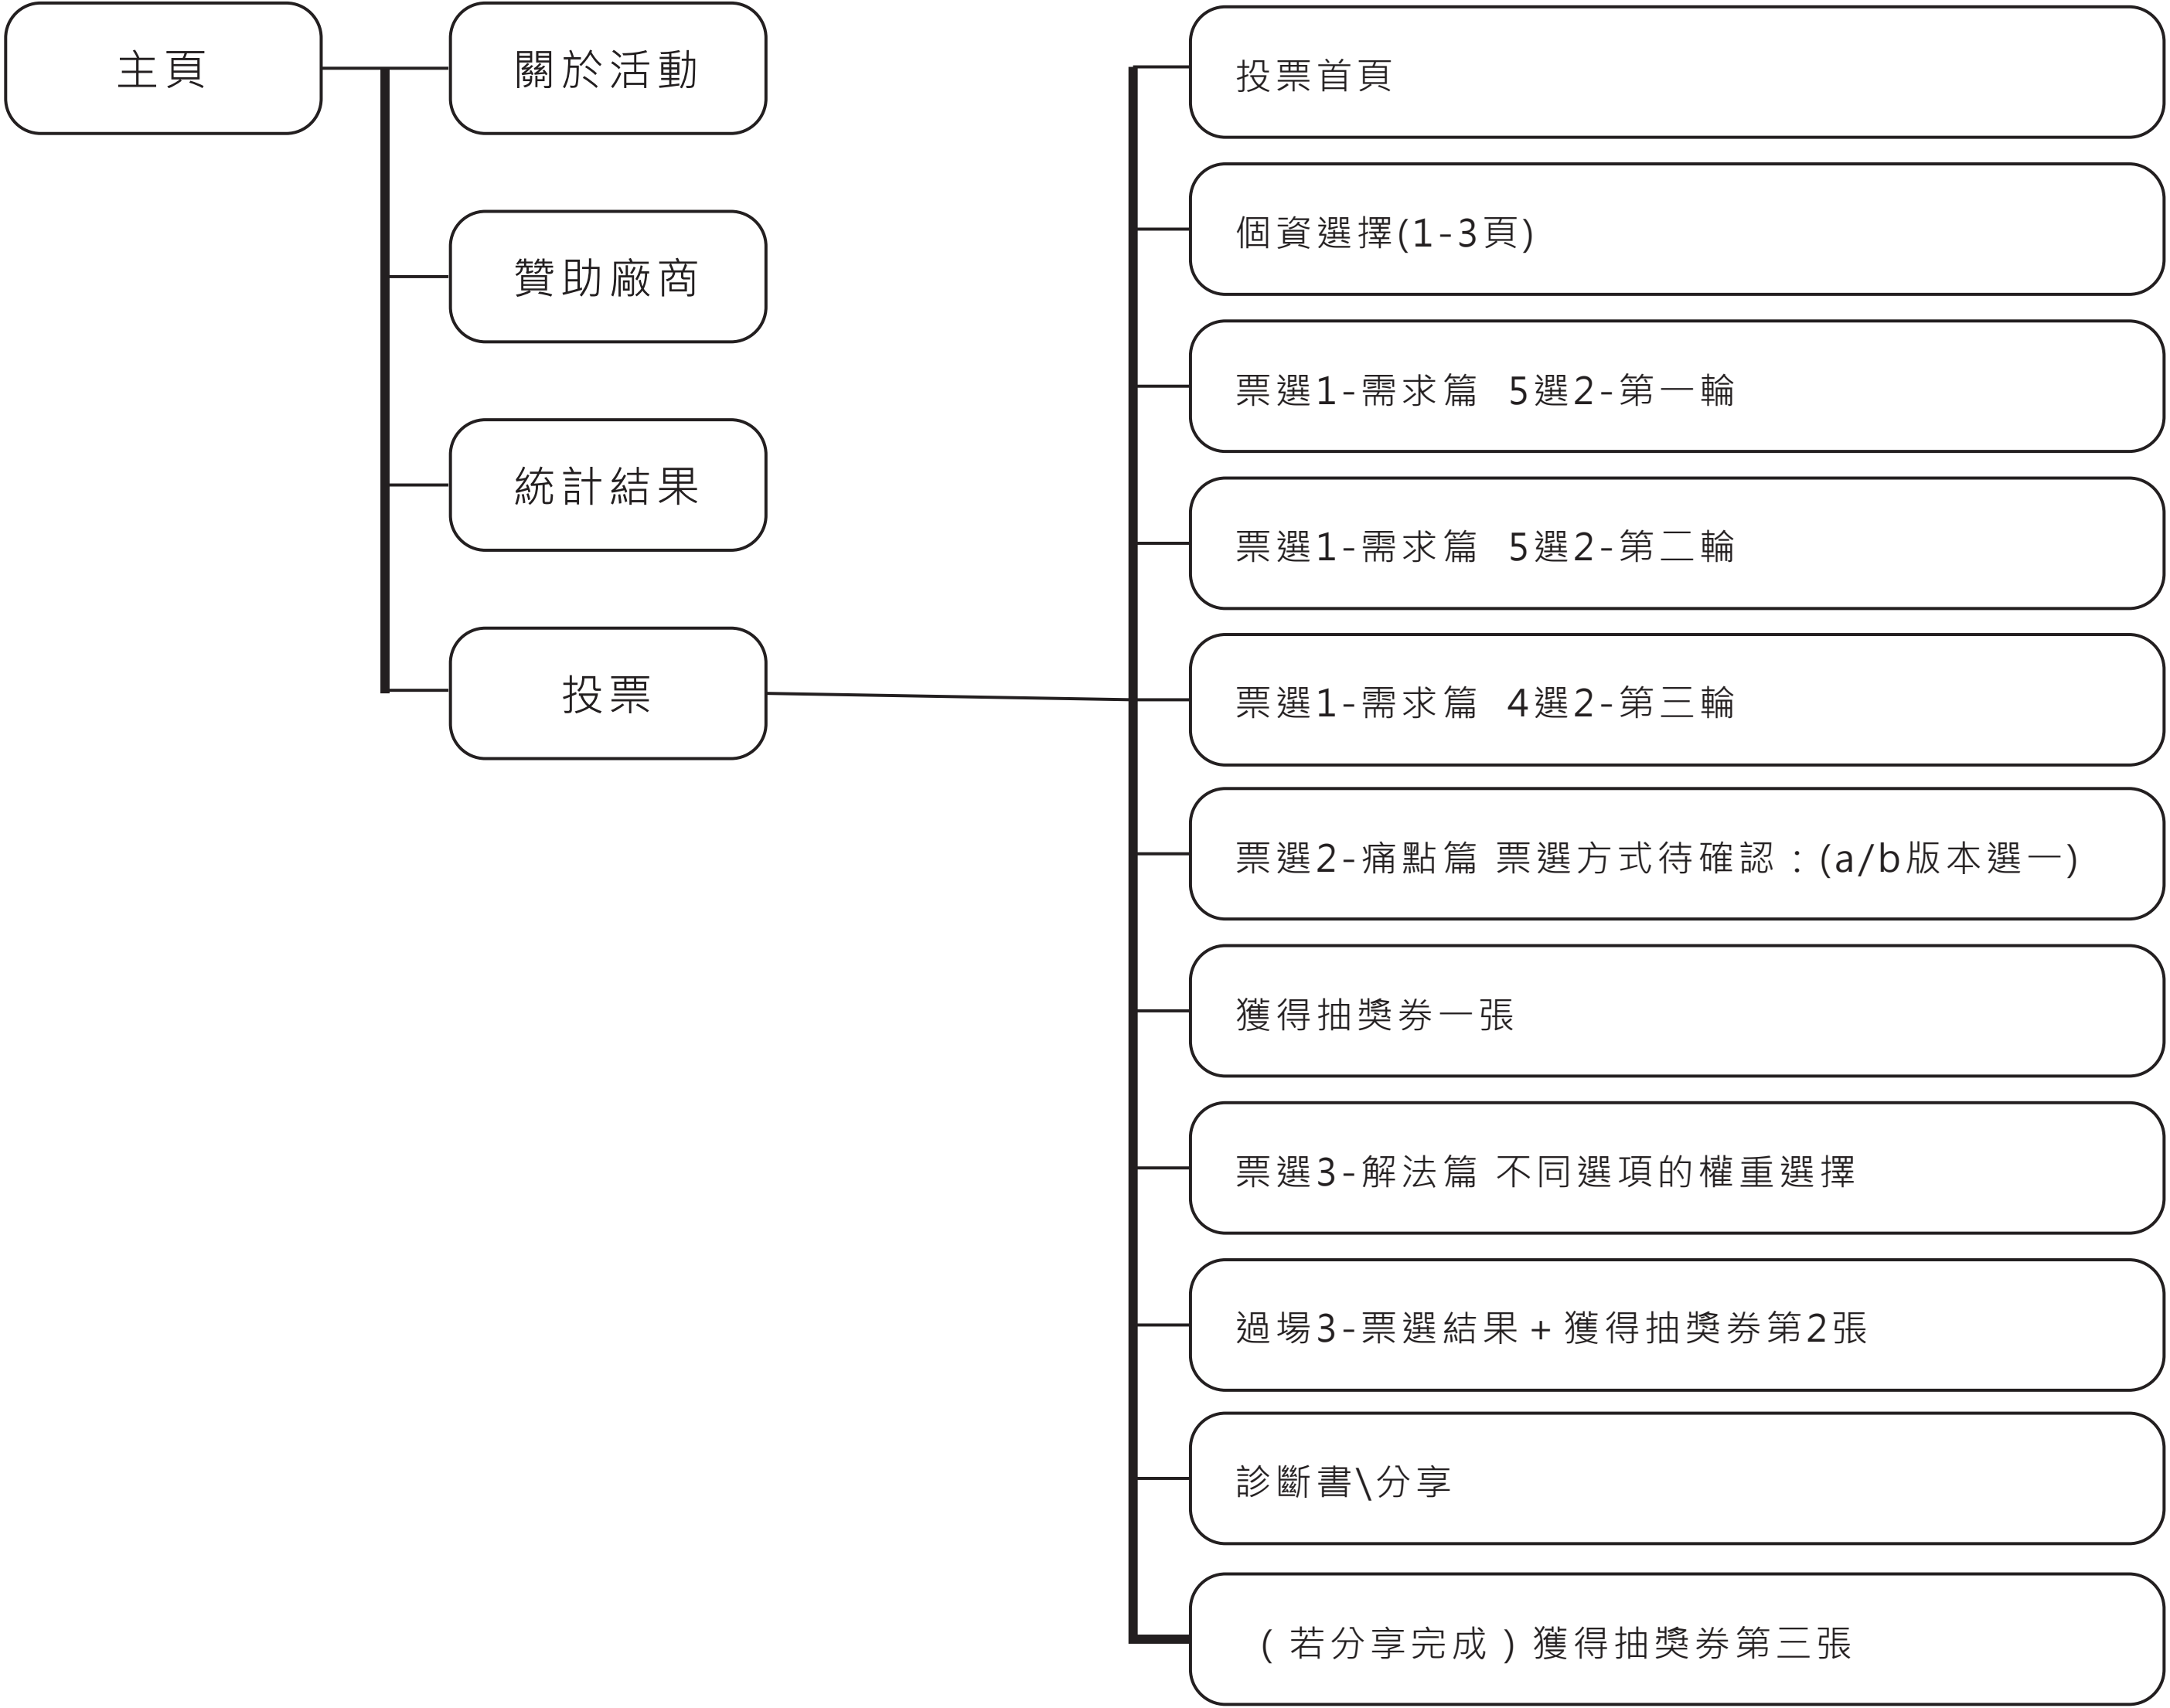 主頁
關於活動
贊助廠商
統計結果
投票
投票首頁
個資選擇(1-3頁)
票選1-需求篇 5選2-第一輪
票選1-需求篇 5選2-第二輪
票選1-需求篇 4選2-第三輪
票選2-痛點篇 票選方式待確認：(a/b版本選一)
獲得抽獎券一張
票選3-解法篇 不同選項的權重選擇
過場3-票選結果 + 獲得抽獎券第2張
診斷書\分享
（若分享完成）獲得抽獎券第三張